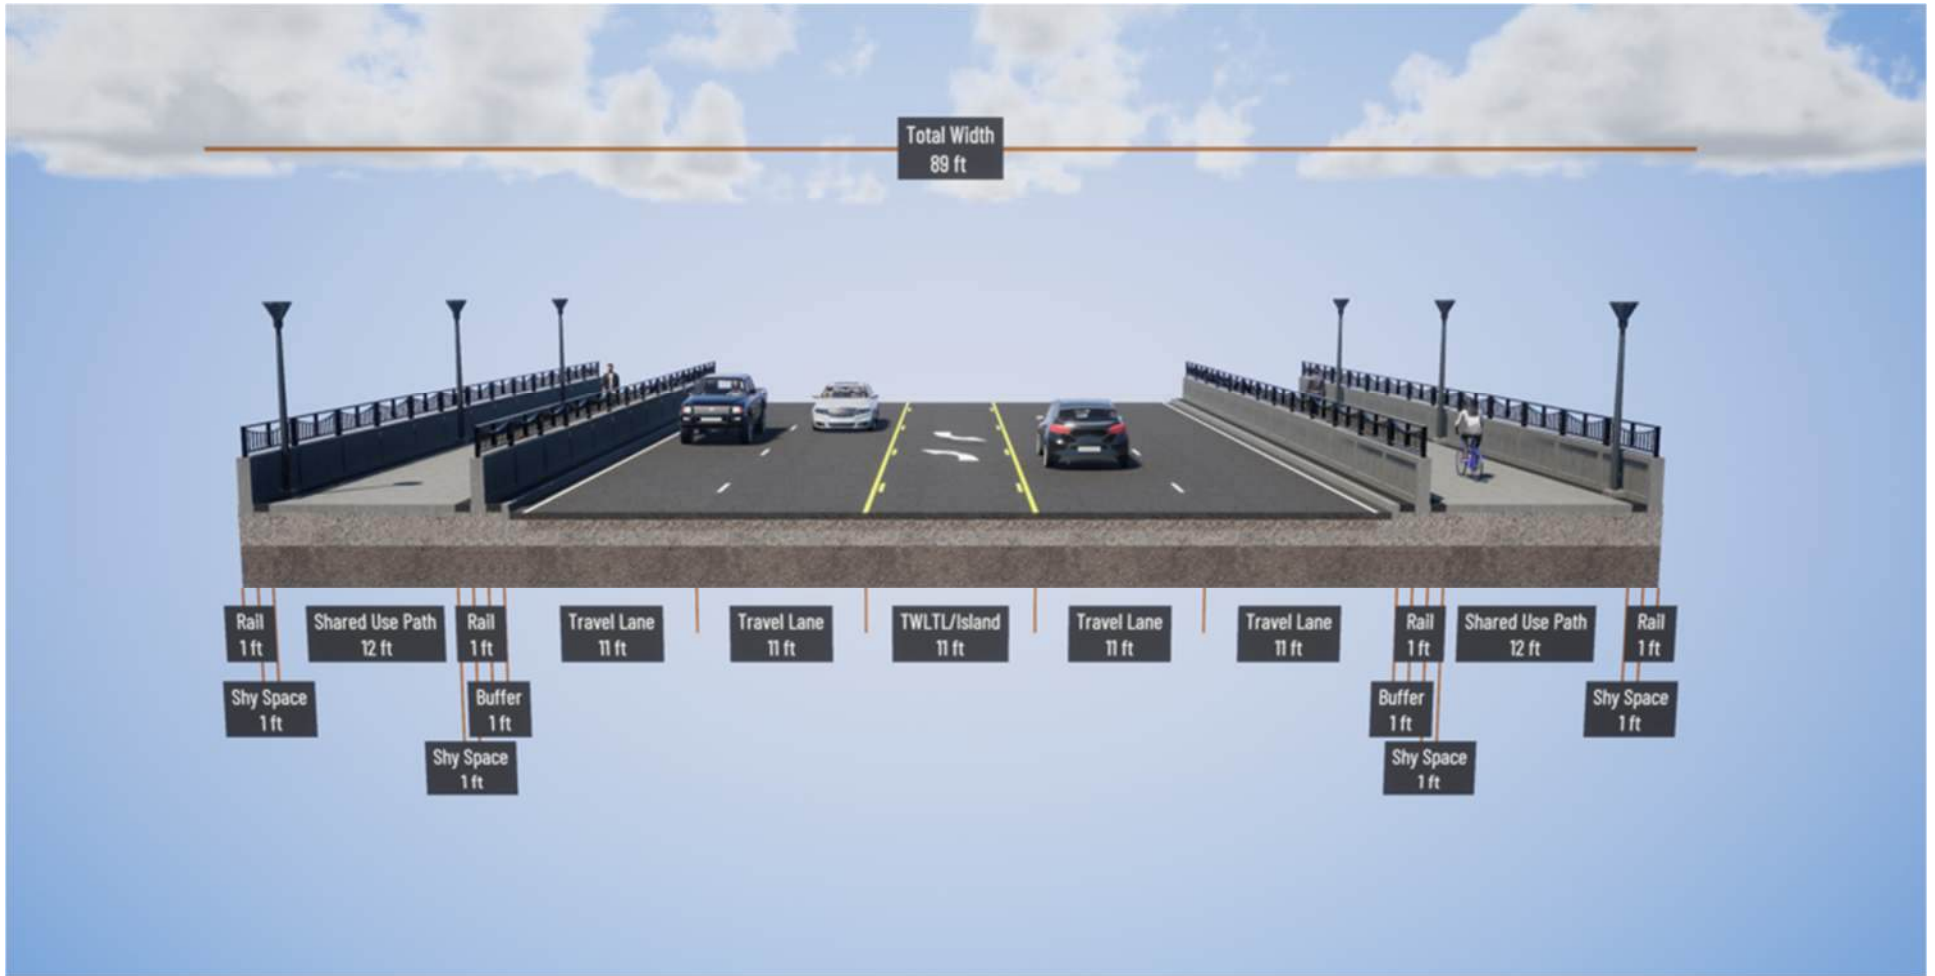 Total Width
89 ft
Rail
1 ft
Shared Use Path
12 ft
Rail
1 ft
Travel Lane
11 ft
Travel Lane
11 ft
TWLTL/Island
11 ft
Travel Lane
11 ft
Travel Lane
11 ft
Rail
1 ft
Shared Use Path
12 ft
Rail
1 ft
Shy Space
1 ft
Buffer
1 ft
Buffer
1 ft
Shy Space
1 ft
Shy Space
1 ft
Shy Space
1 ft